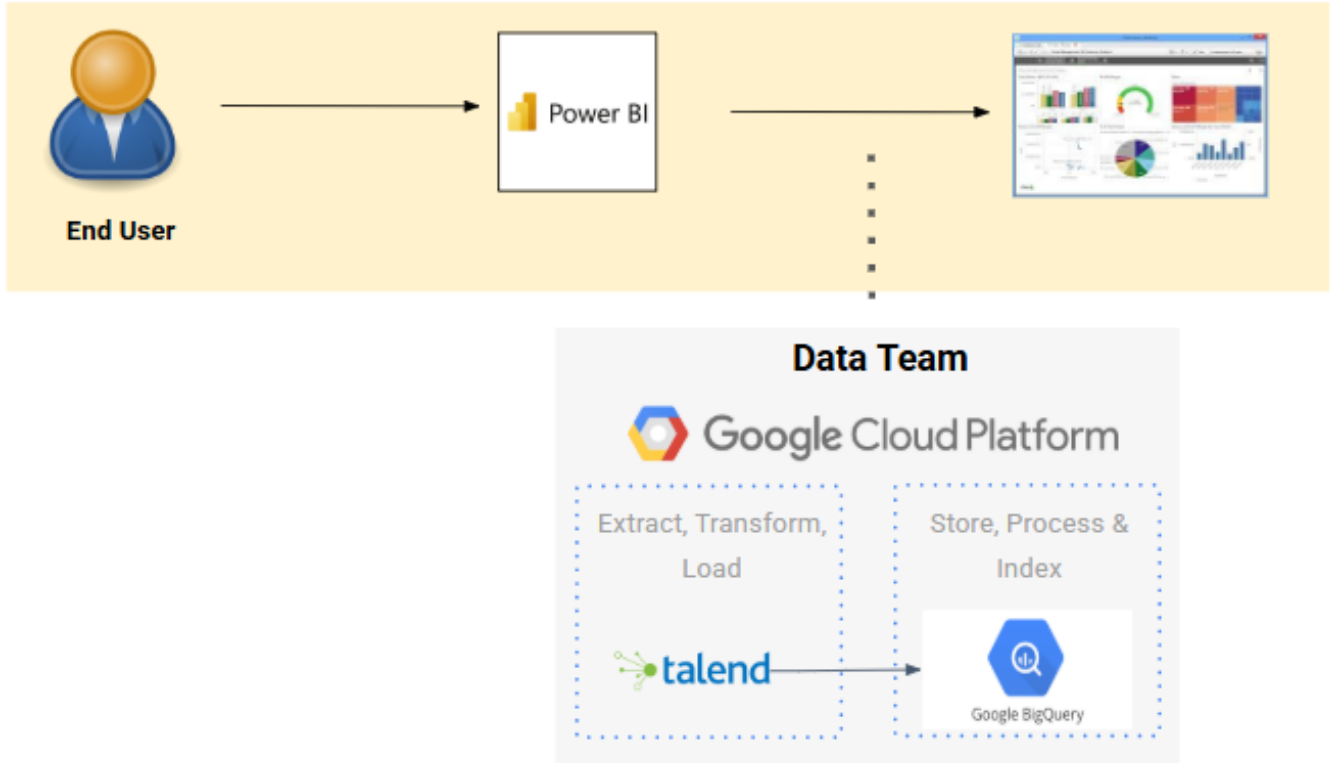 Power BI
End User
Data Team
Google Cloud Platform
Extract, Transform,
Load
Store, Process &
Index
talend
Google BigQuery